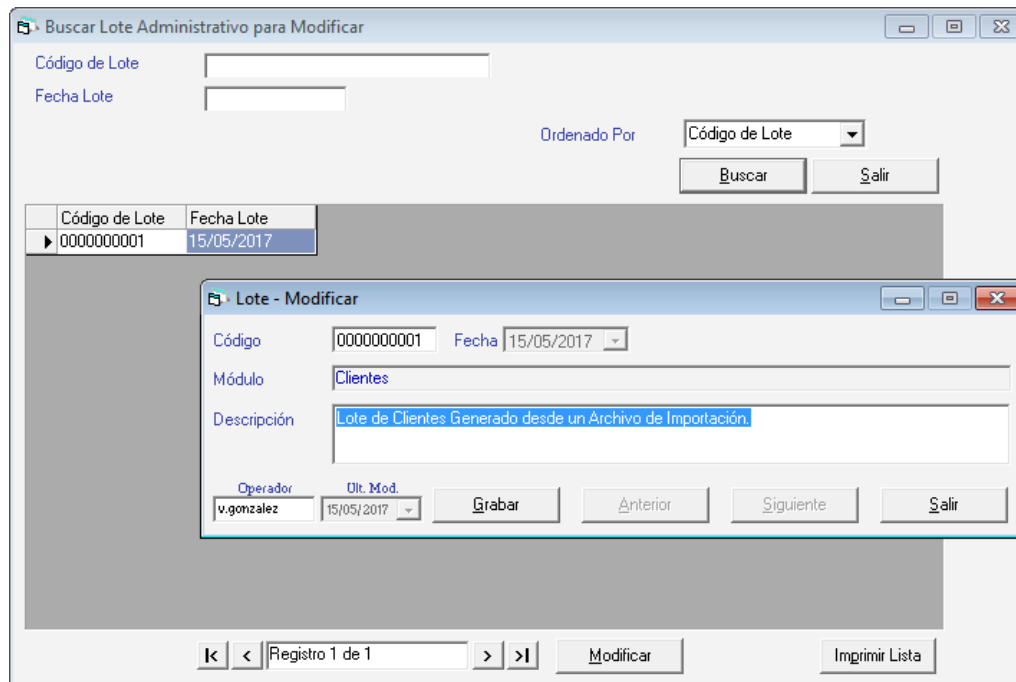 Buscar Lote Administrativo para Modificar
Código de Lote
Fecha Lote
Ordenado Por Código de Lote
Buscar Salir
Código de Lote Fecha Lote
0000000001 15/05/2017
Lote - Modificar
Código 0000000001 Fecha 15/05/2017
Módulo Clientes
Descripción Lote de Clientes Generado desde un Archivo de Importación.
Operador Ult. Mod.
v.gonzalez 15/05/2017 Grabar Anterior Siguiente Salir
Registro 1 de 1 Modificar Imprimir Lista